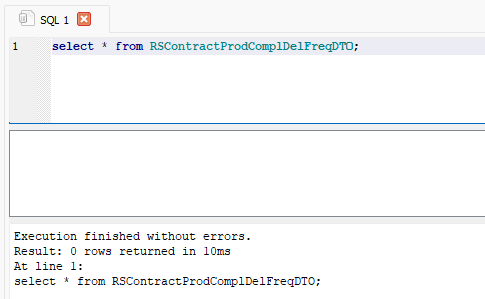 SQL 1
1 select * from RSContractProdComplDelFreqDTO;
Execution finished without errors.
Result: 0 rows returned in 10ms
At line 1:
select * from RSContractProdComplDelFreqDTO;